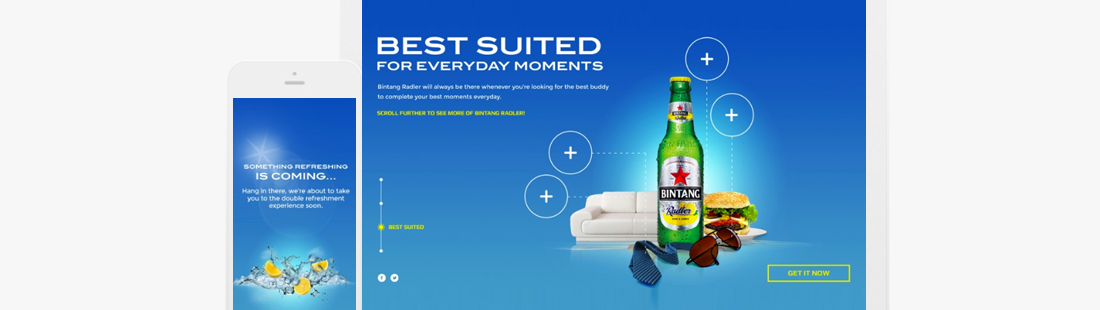 SOMETHING REFRESHING
IS COMING...
Hang in there, we're about to take
you to the double refreshment
experience soon.
BEST SUITED
FOR EVERYDAY MOMENTS
Bintang Radler will always be there whenever you're looking for the best buddy
to complete your best moments everyday.
SCROLL FURTHER TO SEE MORE OF BINTANG RADLER!
BEST SUITED
BINTANG
Radler
GET IT NOW